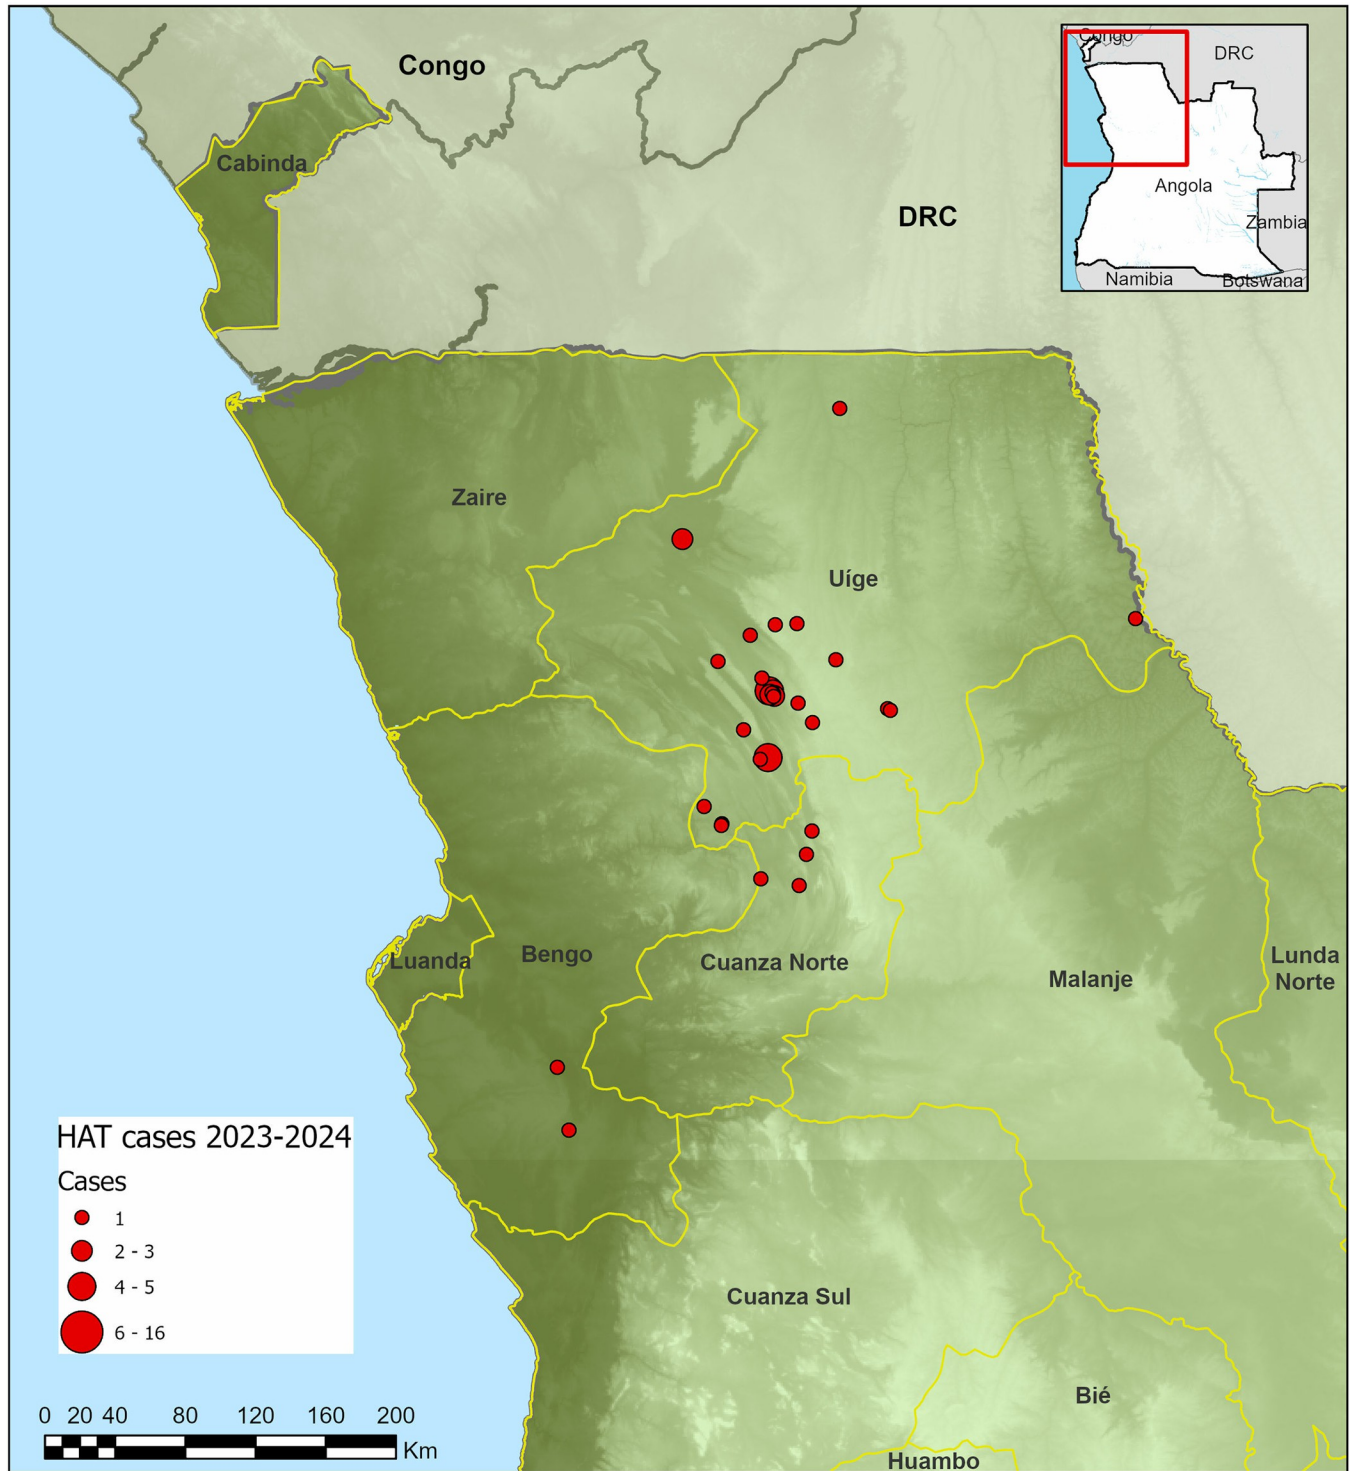 Congo
Cabinda
DRC
Congo
DRC
Angola
Zambia
Namibia
Botswana
Zaire
Uíge
Luanda
Bengo
Cuanza Norte
Malanje
Lunda
Norte
Cuanza Sul
Bié
Huambo
HAT cases 2023-2024
Cases
1
2 - 3
4 - 5
6 - 16
0 20 40 80 120 160 200
Km